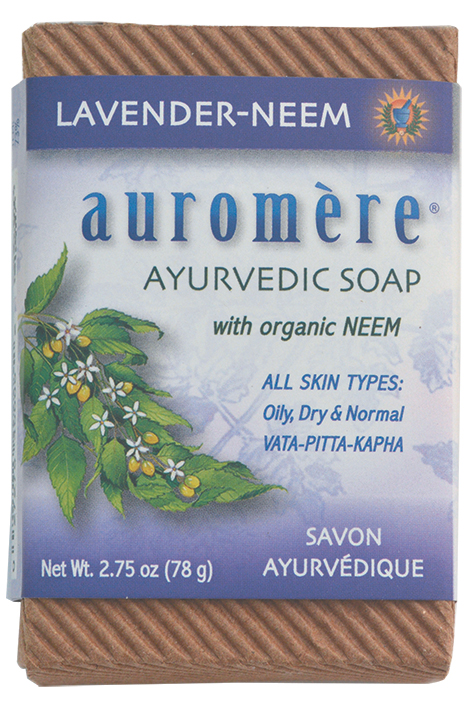 LAVENDER-NEEM
auromère®
AYURVEDIC SOAP
with organic NEEM
ALL SKIN TYPES:
Oily, Dry & Normal
VATA-PITTA-KAPHA
SAVON
AYURVÉDIQUE
Net Wt. 2.75 oz (78 g)